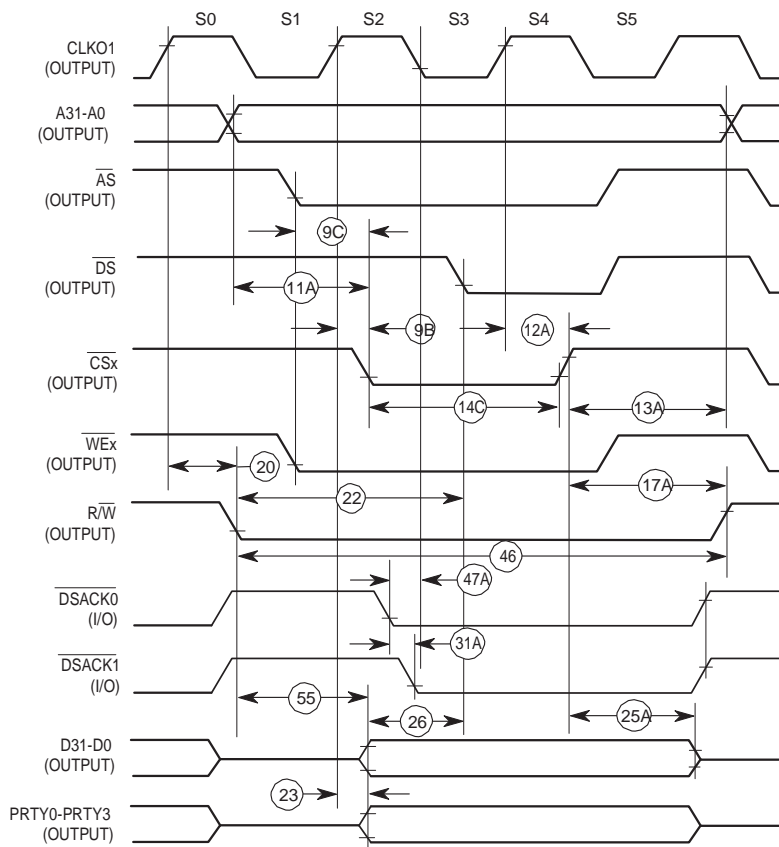 S0 S1 S2 S3 S4 S5
CLKO1
(OUTPUT)
A31-A0
(OUTPUT)
AS
(OUTPUT)
9C
DS
(OUTPUT)
11A
9B 12A
CSx
(OUTPUT)
14C 13A
WEx
(OUTPUT)
20
17A
22
R/W
(OUTPUT)
46
47A
DSACK0
(I/O)
31A
DSACK1
(I/O)
55
26 25A
D31-D0
(OUTPUT)
23
PRTY0-PRTY3
(OUTPUT)